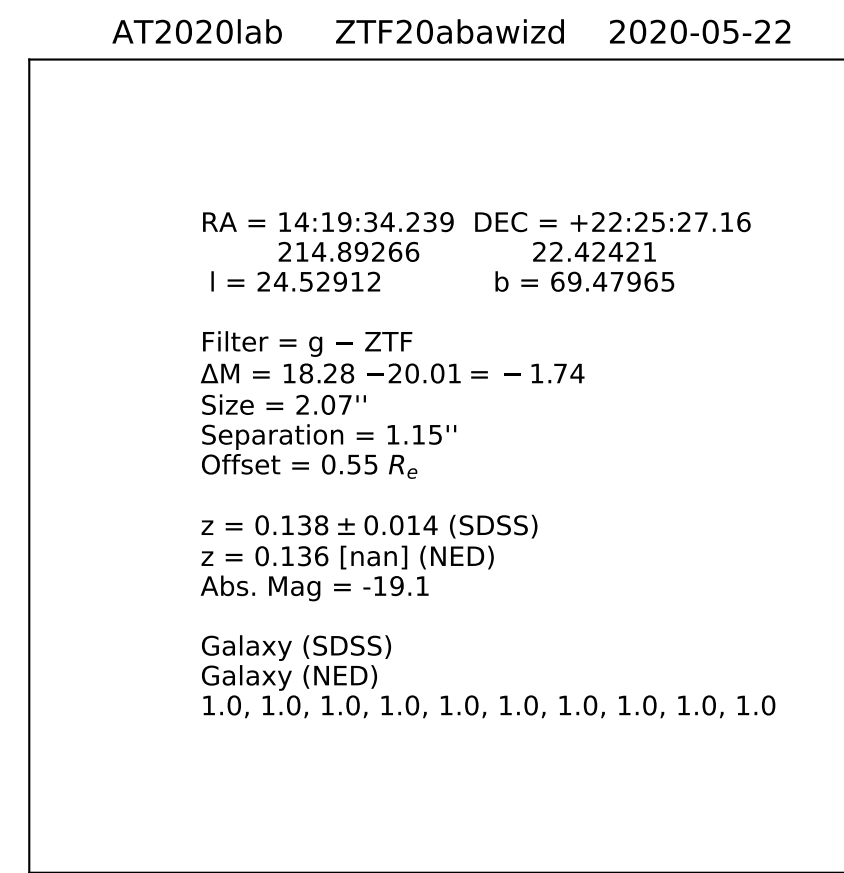 AT2020lab ZTF20abawizd 2020-05-22
RA = 14:19:34.239 DEC = +22:25:27.16
214.89266 22.42421
l = 24.52912 b = 69.47965
Filter = g − ZTF
ΔM = 18.28 −20.01 = − 1.74
Size = 2.07''
Separation = 1.15''
Offset = 0.55 Rₑ
z = 0.138 ± 0.014 (SDSS)
z = 0.136 [nan] (NED)
Abs. Mag = -19.1
Galaxy (SDSS)
Galaxy (NED)
1.0, 1.0, 1.0, 1.0, 1.0, 1.0, 1.0, 1.0, 1.0, 1.0